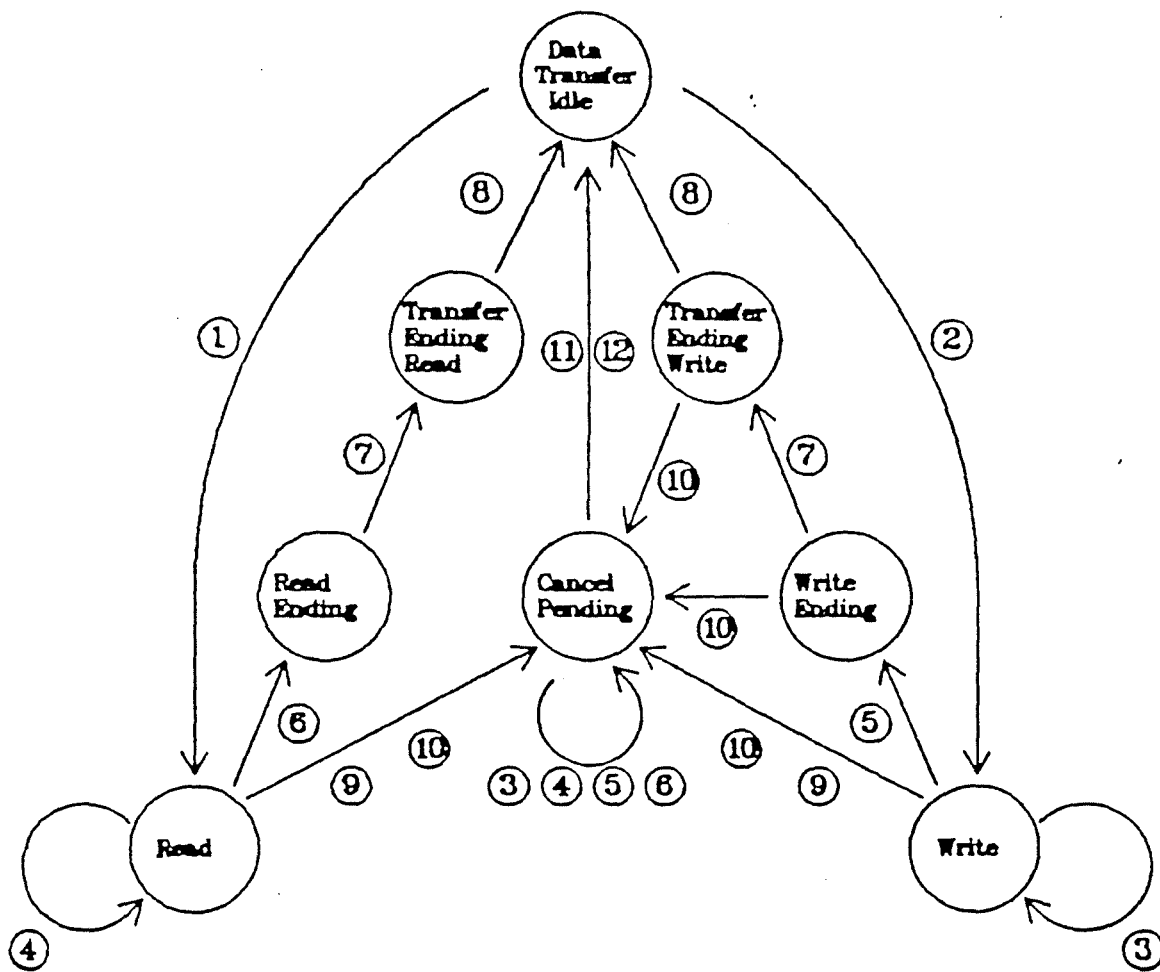 Data
Transfer
Idle
8
8
1
Transfer
Ending
Read
11
12
Transfer
Ending
Write
2
7
10
7
Read
Ending
Cancel
Pending
Write
Ending
10
6
10
10
5
9
3
4
5
6
9
Read
Write
4
3